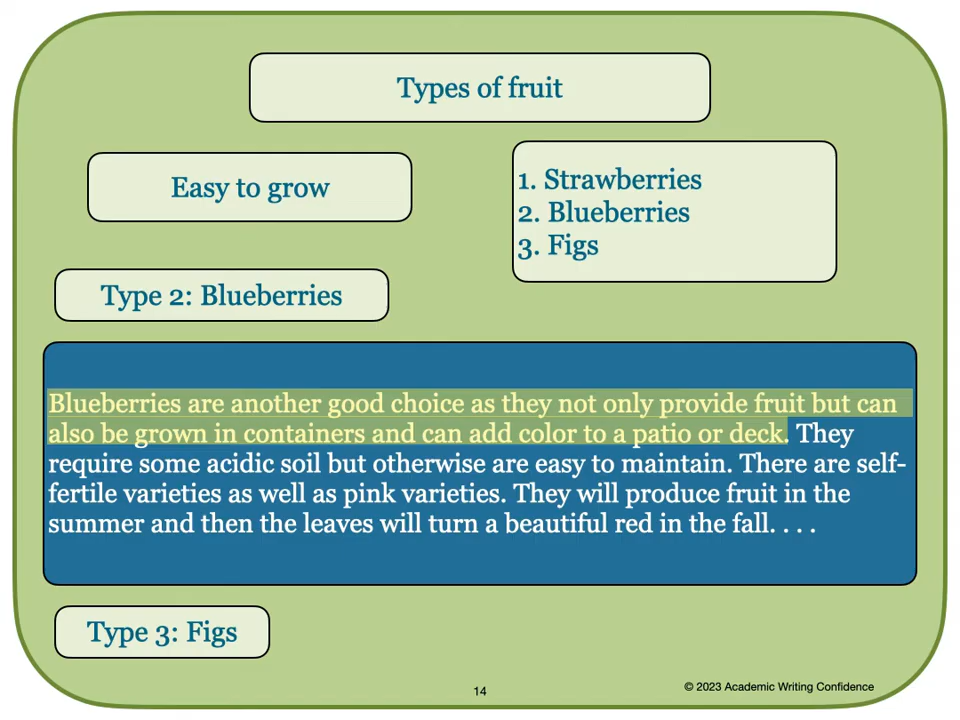 Types of fruit
Easy to grow
1. Strawberries
2. Blueberries
3. Figs
Type 2: Blueberries
Blueberries are another good choice as they not only provide fruit but can
also be grown in containers and can add color to a patio or deck. They
require some acidic soil but otherwise are easy to maintain. There are self-
fertile varieties as well as pink varieties. They will produce fruit in the
summer and then the leaves will turn a beautiful red in the fall. . . .
Type 3: Figs
14
© 2023 Academic Writing Confidence